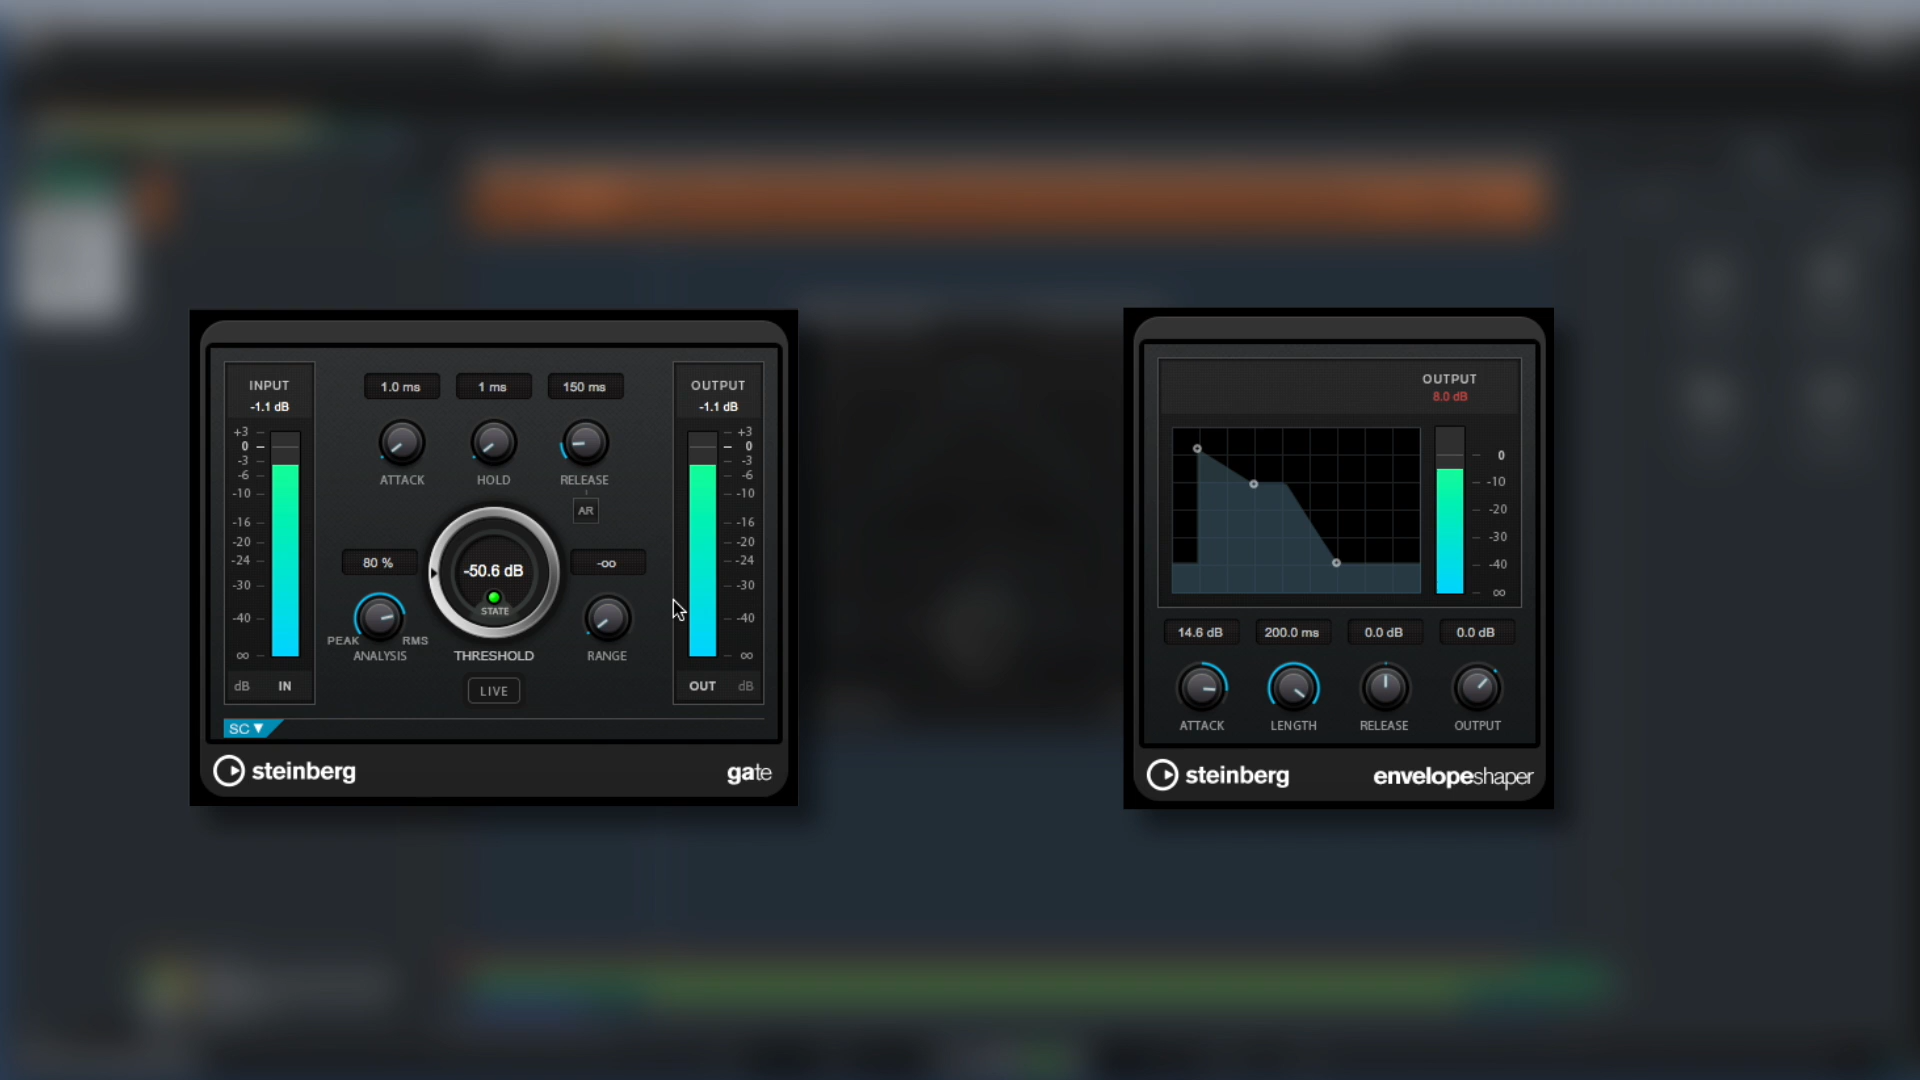 INPUT
-1.1 dB
+3
0
-3
-6
-10
-16
-20
-24
-30
-40
∞
dB IN
1.0 ms 1 ms 150 ms
ATTACK HOLD RELEASE
AR
80 %
-50.6 dB
-∞
STATE
PEAK RMS
ANALYSIS THRESHOLD RANGE
LIVE
OUTPUT
-1.1 dB
+3
0
-3
-6
-10
-16
-20
-24
-30
-40
∞
OUT dB
SC ▼
steinberg gate
OUTPUT
8.0 dB
0
-10
-20
-30
-40
∞
14.6 dB 200.0 ms 0.0 dB 0.0 dB
ATTACK LENGTH RELEASE OUTPUT
steinberg envelopeshaper